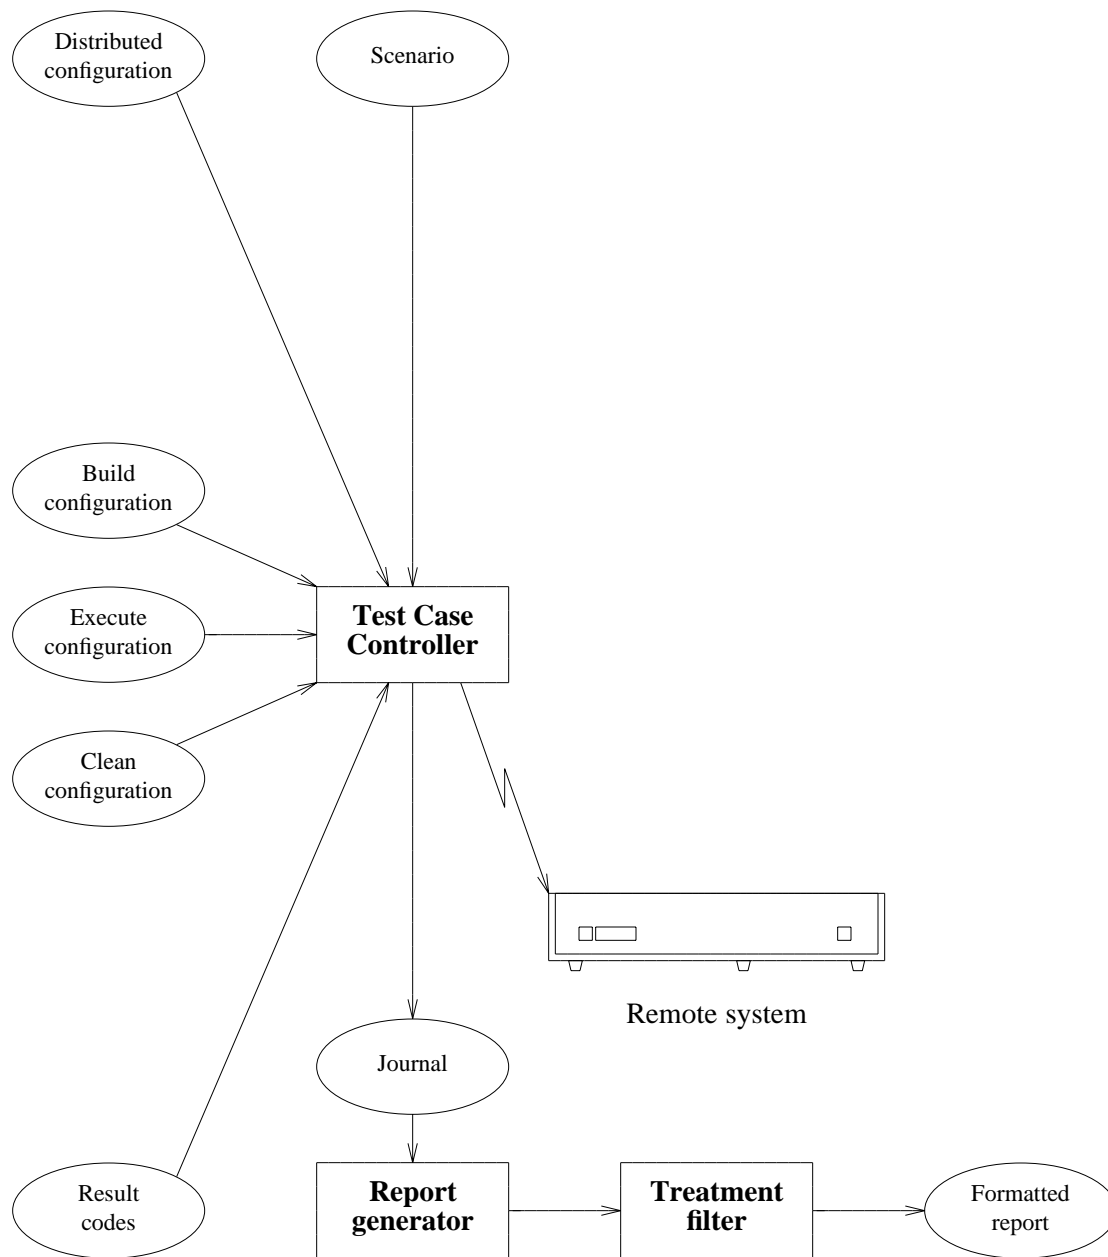 Distributed
configuration
Scenario
Build
configuration
Execute
configuration
Test Case
Controller
Clean
configuration
Remote system
Journal
Result
codes
Report
generator
Treatment
filter
Formatted
report